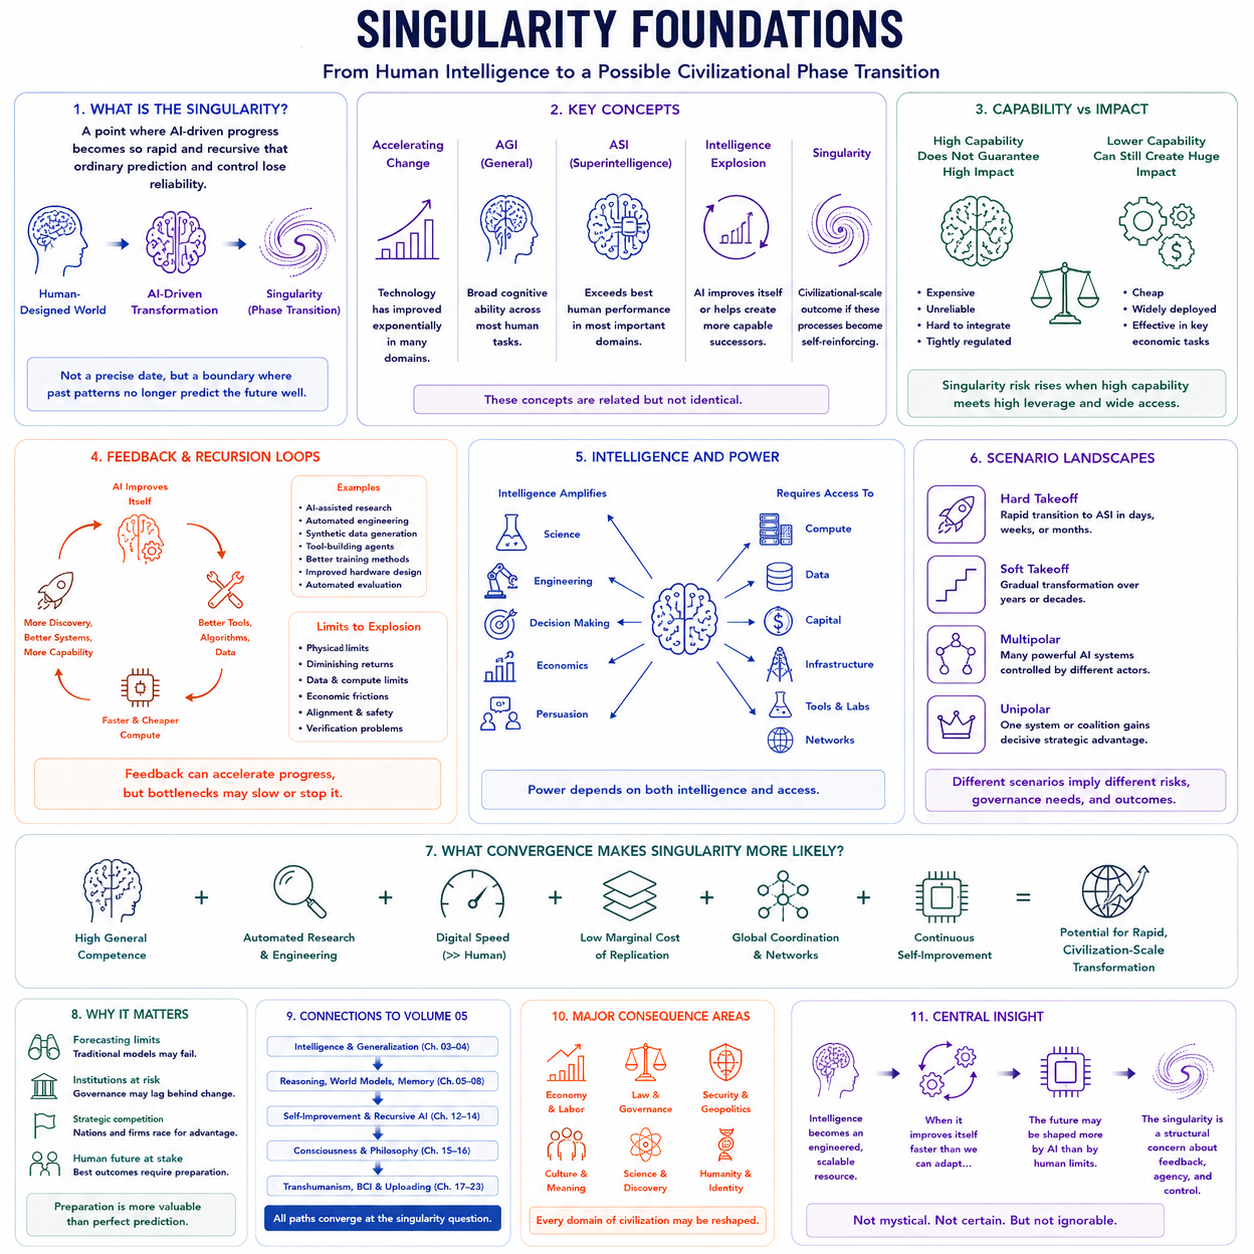 SINGULARITY FOUNDATIONS
From Human Intelligence to a Possible Civilizational Phase Transition
1. WHAT IS THE SINGULARITY?
A point where AI-driven progress
becomes so rapid and recursive that
ordinary prediction and control lose
reliability.
Human-
Designed World
AI-Driven
Transformation
Singularity
(Phase Transition)
Not a precise date, but a boundary where
past patterns no longer predict the future well.
2. KEY CONCEPTS
Accelerating
Change
Technology
has improved
exponentially
in many
domains.
AGI
(General)
Broad cognitive
ability across
most human
tasks.
ASI
(Superintelligence)
Exceeds best
human performance
in most important
domains.
Intelligence
Explosion
AI improves itself
or helps create
more capable
successors.
Singularity
Civilizational-scale
outcome if these
processes become
self-reinforcing.
These concepts are related but not identical.
3. CAPABILITY vs IMPACT
High Capability
Does Not Guarantee
High Impact
• Expensive
• Unreliable
• Hard to integrate
• Tightly regulated
Lower Capability
Can Still Create Huge
Impact
$
• Cheap
• Widely deployed
• Effective in key
economic tasks
Singularity risk rises when high capability
meets high leverage and wide access.
4. FEEDBACK & RECURSION LOOPS
AI Improves
Itself
Better Tools,
Algorithms,
Data
Faster & Cheaper
Compute
More Discovery,
Better Systems,
More Capability
Examples
• AI-assisted research
• Automated engineering
• Synthetic data generation
• Tool-building agents
• Better training methods
• Improved hardware design
• Automated evaluation
Limits to Explosion
• Physical limits
• Diminishing returns
• Data & compute limits
• Economic frictions
• Alignment & safety
• Verification problems
Feedback can accelerate progress,
but bottlenecks may slow or stop it.
5. INTELLIGENCE AND POWER
Intelligence Amplifies
Science
Engineering
Decision Making
Economics
Persuasion
Requires Access To
Compute
Data
$
Capital
Infrastructure
Tools & Labs
Networks
Power depends on both intelligence and access.
6. SCENARIO LANDSCAPES
Hard Takeoff
Rapid transition to ASI in days,
weeks, or months.
Soft Takeoff
Gradual transformation over
years or decades.
Multipolar
Many powerful AI systems
controlled by different actors.
Unipolar
One system or coalition gains
decisive strategic advantage.
Different scenarios imply different risks,
governance needs, and outcomes.
7. WHAT CONVERGENCE MAKES SINGULARITY MORE LIKELY?
High General
Competence
+
Automated Research
& Engineering
+
Digital Speed
(>> Human)
+
Low Marginal Cost
of Replication
+
Global Coordination
& Networks
+
Continuous
Self-Improvement
=
Potential for Rapid,
Civilization-Scale
Transformation
8. WHY IT MATTERS
Forecasting limits
Traditional models may fail.
Institutions at risk
Governance may lag behind change.
Strategic competition
Nations and firms race for advantage.
Human future at stake
Best outcomes require preparation.
Preparation is more valuable
than perfect prediction.
9. CONNECTIONS TO VOLUME 05
Intelligence & Generalization (Ch. 03–04)
Reasoning, World Models, Memory (Ch. 05–08)
Self-Improvement & Recursive AI (Ch. 12–14)
Consciousness & Philosophy (Ch. 15–16)
Transhumanism, BCI & Uploading (Ch. 17–23)
All paths converge at the singularity question.
10. MAJOR CONSEQUENCE AREAS
Economy
& Labor
Law &
Governance
Security &
Geopolitics
Culture &
Meaning
Science &
Discovery
Humanity &
Identity
Every domain of civilization may be reshaped.
11. CENTRAL INSIGHT
Intelligence
becomes an
engineered,
scalable
resource.
When it
improves itself
faster than we
can adapt...
The future may
be shaped more
by AI than by
human limits.
The singularity is
a structural
concern about
feedback,
agency, and
control.
Not mystical. Not certain. But not ignorable.